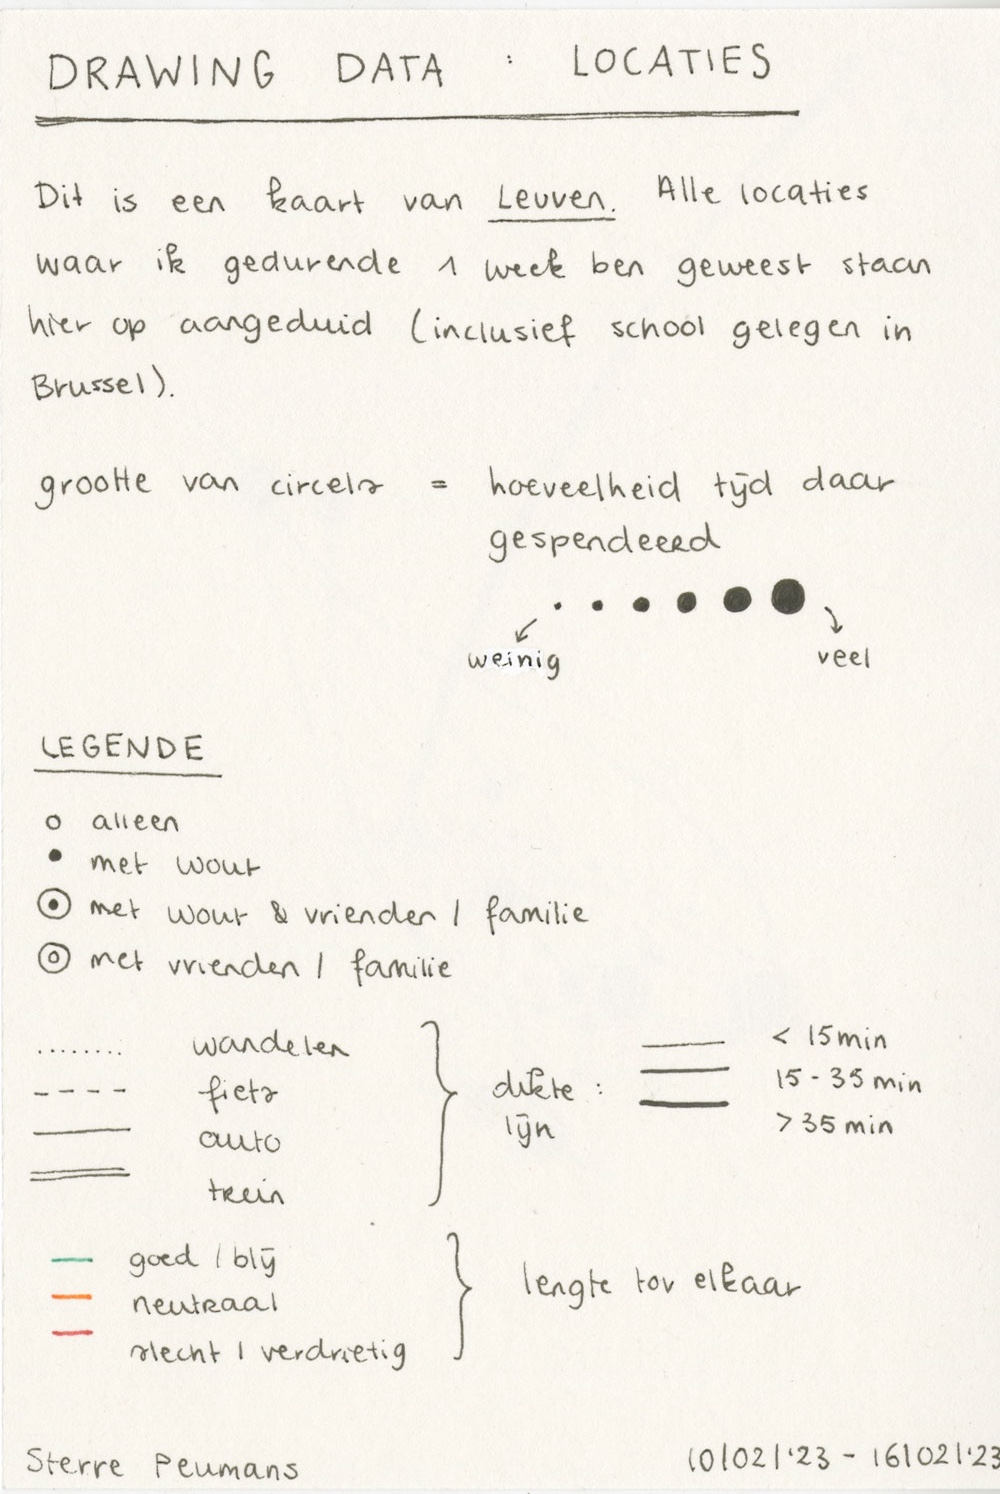 DRAWING DATA : LOCATIES
Dit is een kaart van Leuven. Alle locaties
waar ik gedurende 1 week ben geweest staan
hier op aangeduid (inclusief school gelegen in
Brussel).
grootte van circels = hoeveelheid tijd daar
gespendeerd
weinig veel
LEGENDE
alleen
met wout
met wout & vrienden / familie
met vrienden / familie
wandelen
fiets
auto
trein
dikte :
lijn
< 15min
15 - 35 min
> 35 min
goed / blij
neutraal
slecht / verdrietig
lengte tov elkaar
Sterre Peumans
10/02/'23 - 16/02/'23